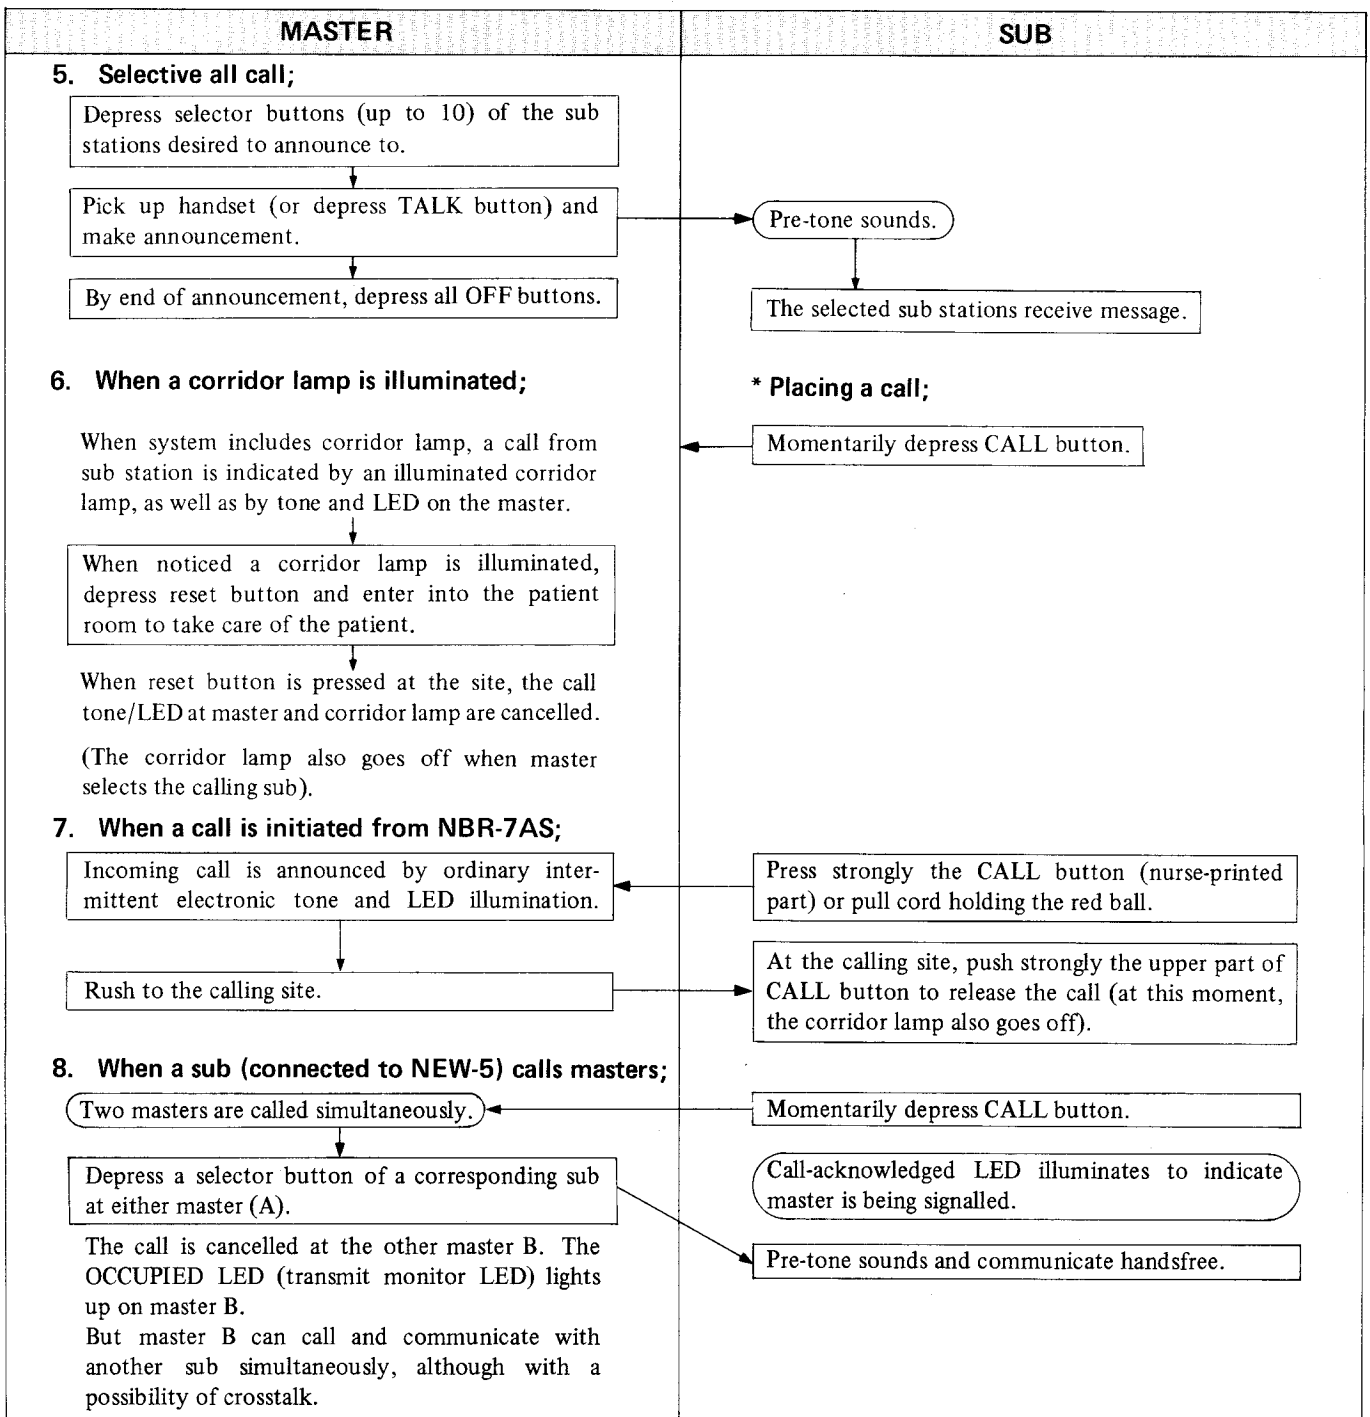 MASTER
SUB
5. Selective all call;
Depress selector buttons (up to 10) of the sub
stations desired to announce to.
Pick up handset (or depress TALK button) and
make announcement.
Pre-tone sounds.
By end of announcement, depress all OFF buttons.
The selected sub stations receive message.
6. When a corridor lamp is illuminated;
* Placing a call;
When system includes corridor lamp, a call from
sub station is indicated by an illuminated corridor
lamp, as well as by tone and LED on the master.
Momentarily depress CALL button.
When noticed a corridor lamp is illuminated,
depress reset button and enter into the patient
room to take care of the patient.
When reset button is pressed at the site, the call
tone/LED at master and corridor lamp are cancelled.
(The corridor lamp also goes off when master
selects the calling sub).
7. When a call is initiated from NBR-7AS;
Incoming call is announced by ordinary inter-
mittent electronic tone and LED illumination.
Press strongly the CALL button (nurse-printed
part) or pull cord holding the red ball.
Rush to the calling site.
At the calling site, push strongly the upper part of
CALL button to release the call (at this moment,
the corridor lamp also goes off).
8. When a sub (connected to NEW-5) calls masters;
Two masters are called simultaneously.
Momentarily depress CALL button.
Depress a selector button of a corresponding sub
at either master (A).
Call-acknowledged LED illuminates to indicate
master is being signalled.
The call is cancelled at the other master B. The
OCCUPIED LED (transmit monitor LED) lights
up on master B.
But master B can call and communicate with
another sub simultaneously, although with a
possibility of crosstalk.
Pre-tone sounds and communicate handsfree.